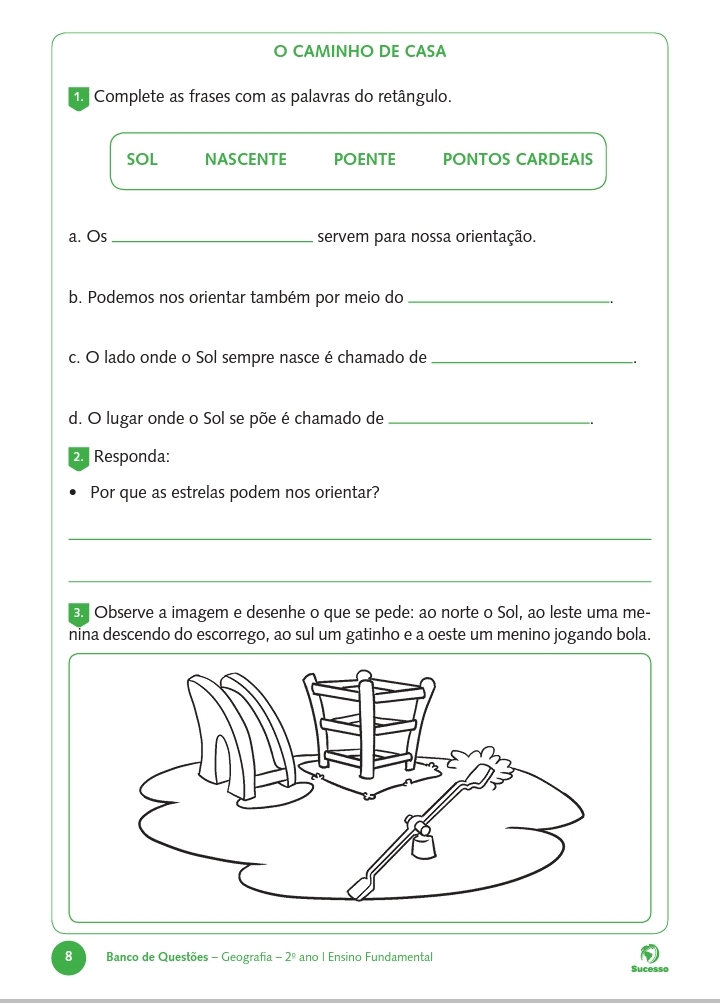 O CAMINHO DE CASA
1. Complete as frases com as palavras do retângulo.
SOL NASCENTE POENTE PONTOS CARDEAIS
a. Os ____________________ servem para nossa orientação.
b. Podemos nos orientar também por meio do ____________________.
c. O lado onde o Sol sempre nasce é chamado de ____________________.
d. O lugar onde o Sol se põe é chamado de ____________________.
2. Responda:
• Por que as estrelas podem nos orientar?
3. Observe a imagem e desenhe o que se pede: ao norte o Sol, ao leste uma me-
nina descendo do escorrego, ao sul um gatinho e a oeste um menino jogando bola.
8 Banco de Questões – Geografia – 2º ano | Ensino Fundamental
Sucesso